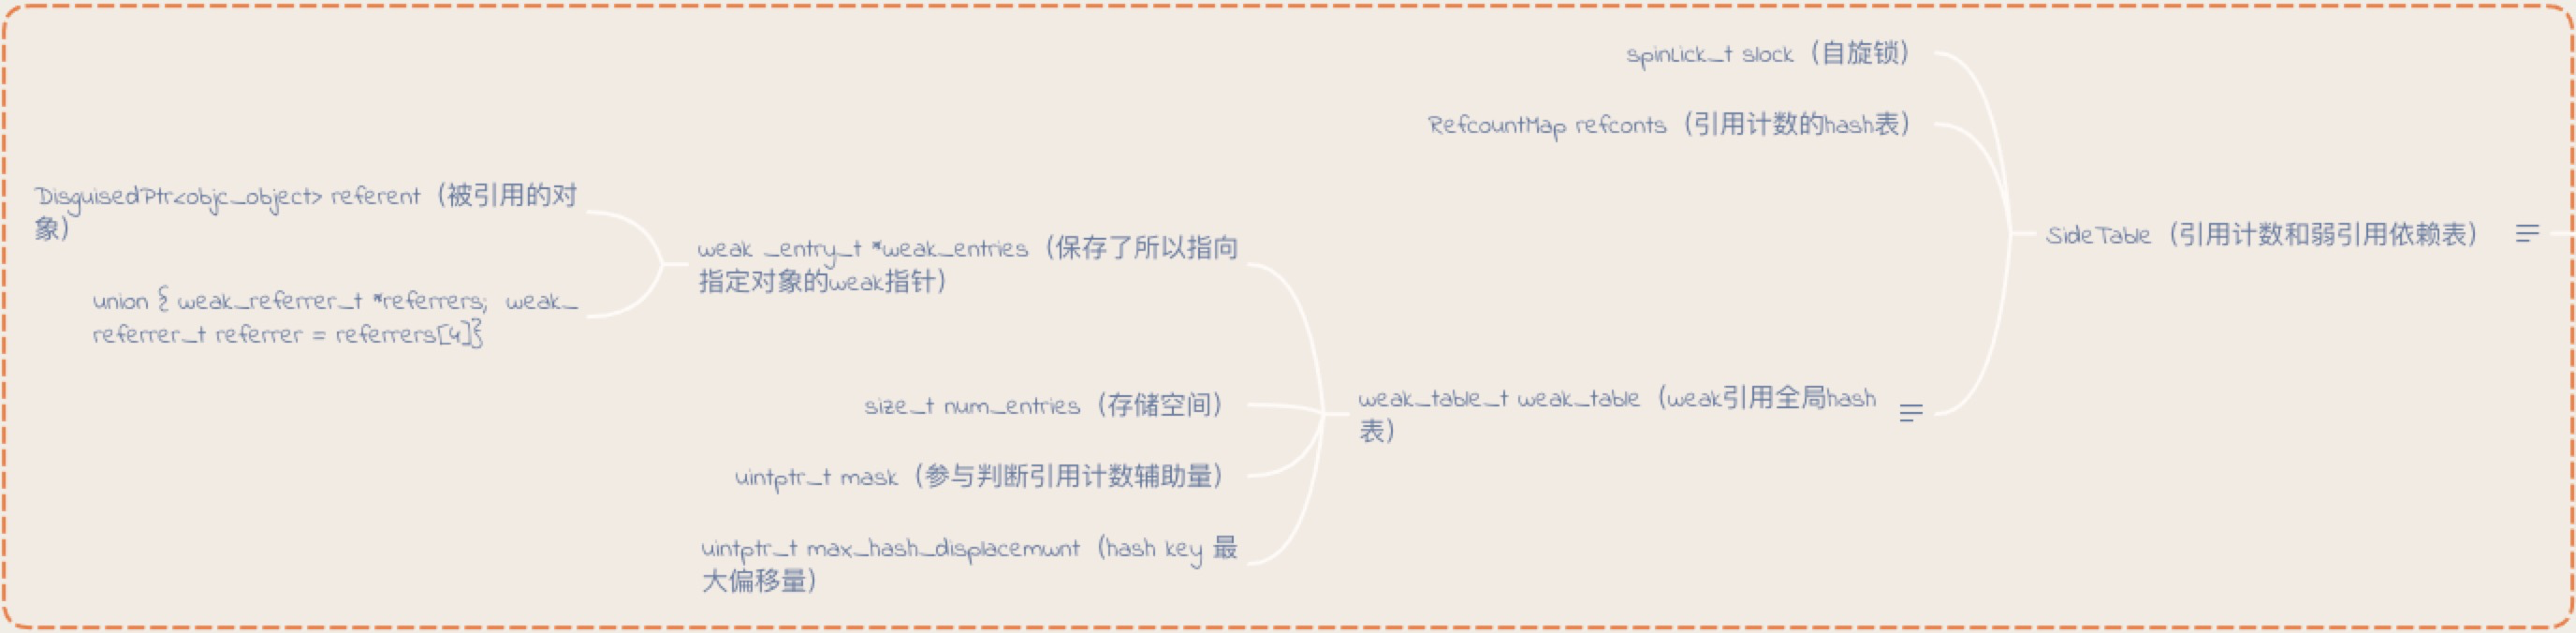 spinLick_t slock（自旋锁）
RefcountMap refconts（引用计数的hash表）
DisguisedPtr<objc_object> referent（被引用的对
象）
SideTable（引用计数和弱引用依赖表）
weak _entry_t *weak_entries（保存了所以指向
指定对象的weak指针）
union { weak_referrer_t *referrers;  weak_
referrer_t referrer = referrers[4]}
size_t num_entries（存储空间）
weak_table_t weak_table（weak引用全局hash
表）
uintptr_t mask（参与判断引用计数辅助量）
uintptr_t max_hash_displacemwnt（hash key 最
大偏移量）